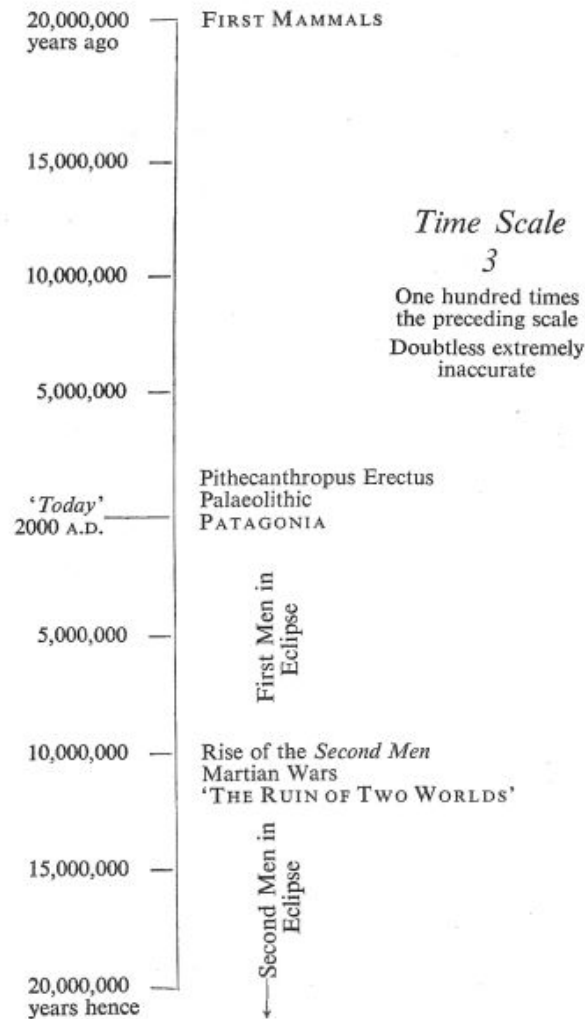 20,000,000
years ago
FIRST MAMMALS
15,000,000
Time Scale
3
10,000,000
One hundred times
the preceding scale
Doubtless extremely
inaccurate
5,000,000
Pithecanthropus Erectus
Palaeolithic
PATAGONIA
'Today'
2000 A.D.
First Men in
Eclipse
5,000,000
10,000,000
Rise of the Second Men
Martian Wars
'THE RUIN OF TWO WORLDS'
Second Men in
Eclipse
15,000,000
20,000,000
years hence